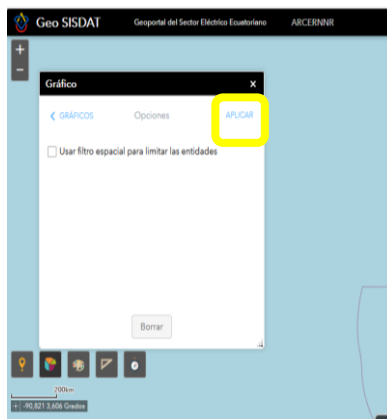 Geo SISDAT Geoportal del Sector Eléctrico Ecuatoriano ARCERNNR
+
−
Gráfico x
< GRÁFICOS Opciones APLICAR
Usar filtro espacial para limitar las entidades
Borrar
200km
-90,821 3,606 Grados